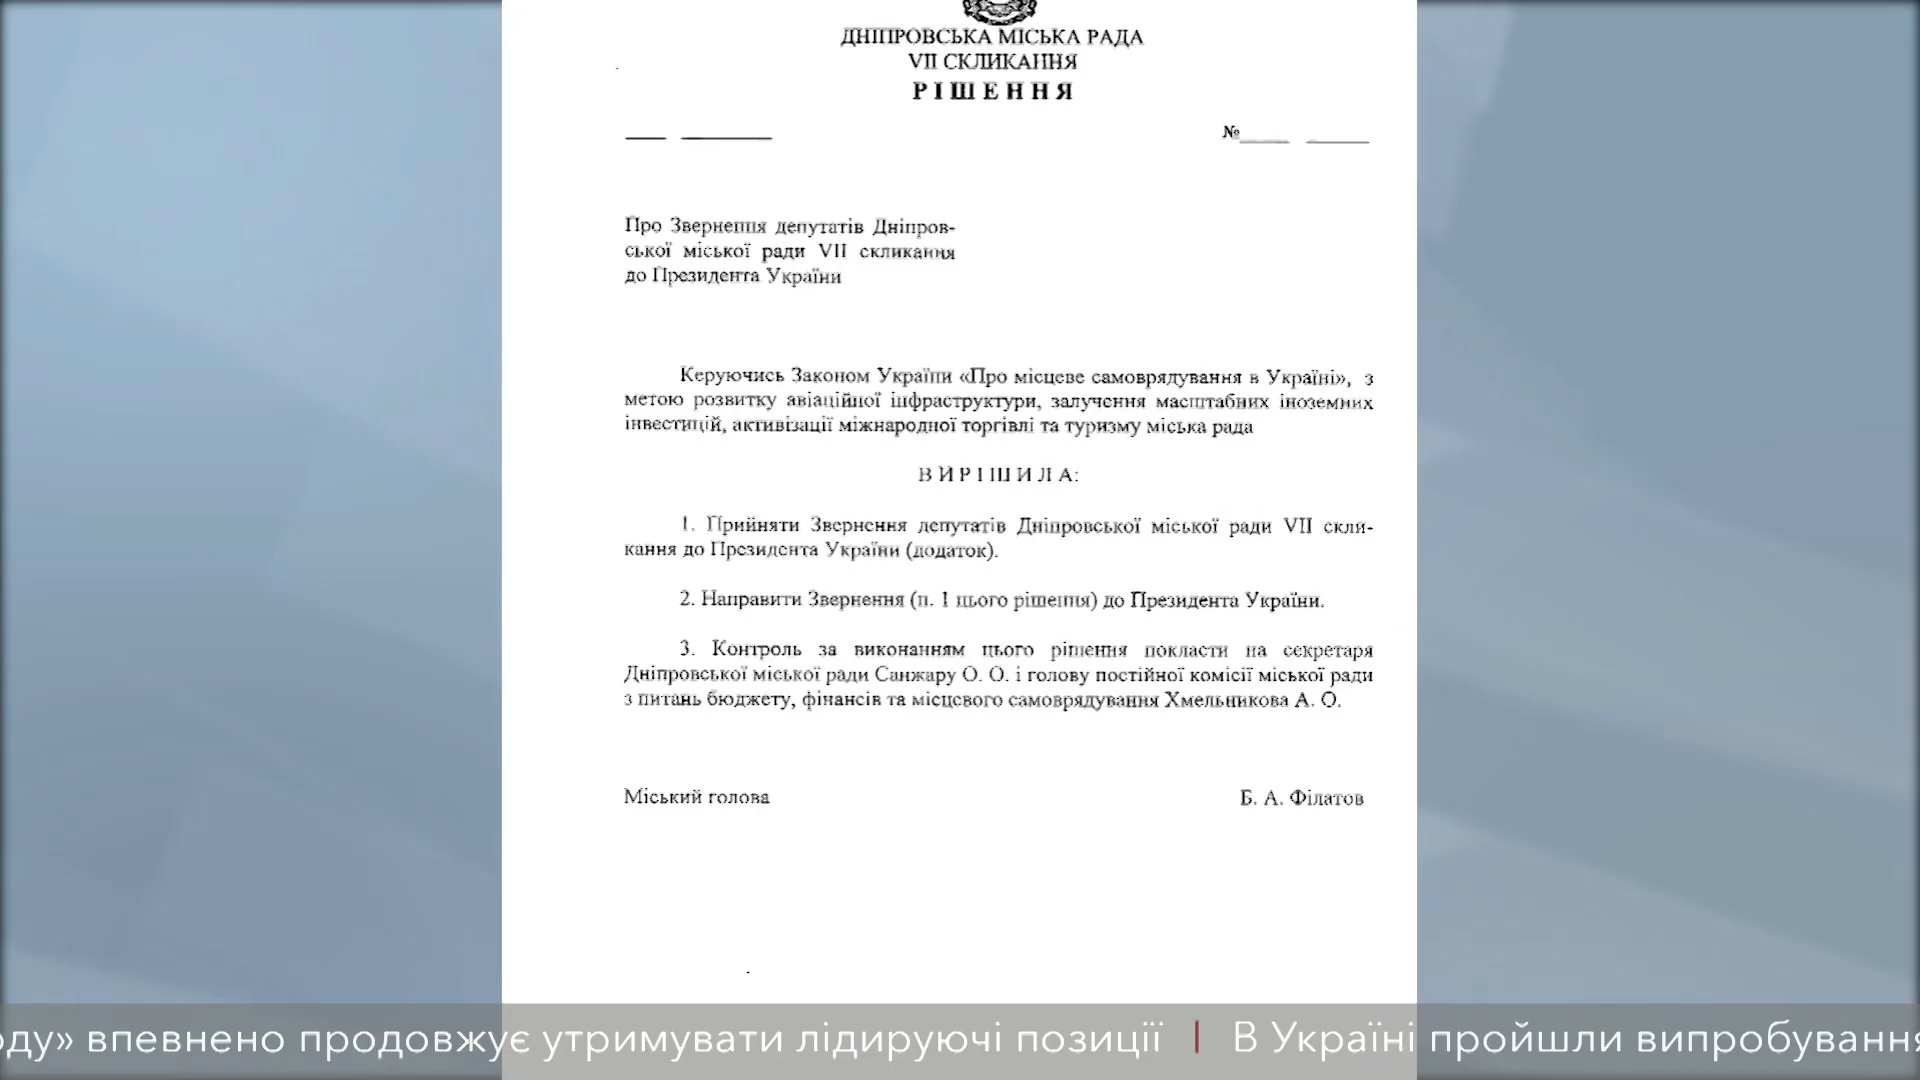 ДНІПРОВСЬКА МІСЬКА РАДА
VII СКЛИКАННЯ
РІШЕННЯ
№
Про Звернення депутатів Дніпров-
ської міської ради VII скликання
до Президента України
Керуючись Законом України «Про місцеве самоврядування в Україні», з
метою розвитку авіаційної інфраструктури, залучення масштабних іноземних
інвестицій, активізації міжнародної торгівлі та туризму міська рада
ВИРІШИЛА:
1. Прийняти Звернення депутатів Дніпровської міської ради VII скли-
кання до Президента України (додаток).
2. Направити Звернення (п. 1 цього рішення) до Президента України.
3. Контроль за виконанням цього рішення покласти на секретаря
Дніпровської міської ради Санжару О. О. і голову постійної комісії міської ради
з питань бюджету, фінансів та місцевого самоврядування Хмельникова А. О.
Міський голова Б. А. Філатов
оду» впевнено продовжує утримувати лідируючі позиції | В Україні пройшли випробування